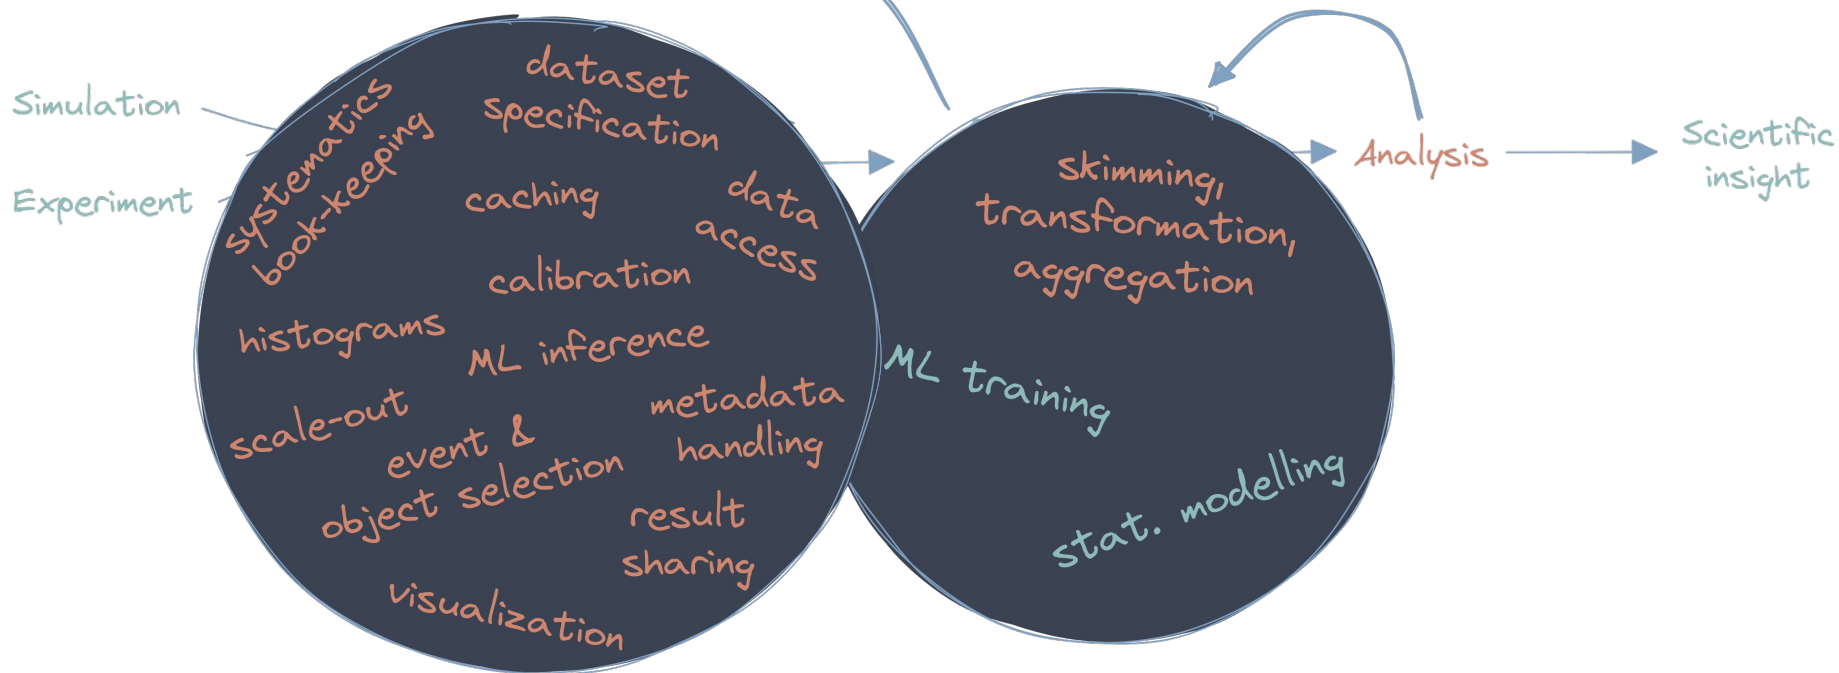 Simulation
Experiment
systematics
book-keeping
dataset
specification
caching
data
access
calibration
histograms
ML inference
scale-out
event &
object selection
metadata
handling
result
sharing
visualization
skimming,
transformation,
aggregation
ML training
stat. modelling
Analysis
Scientific
insight